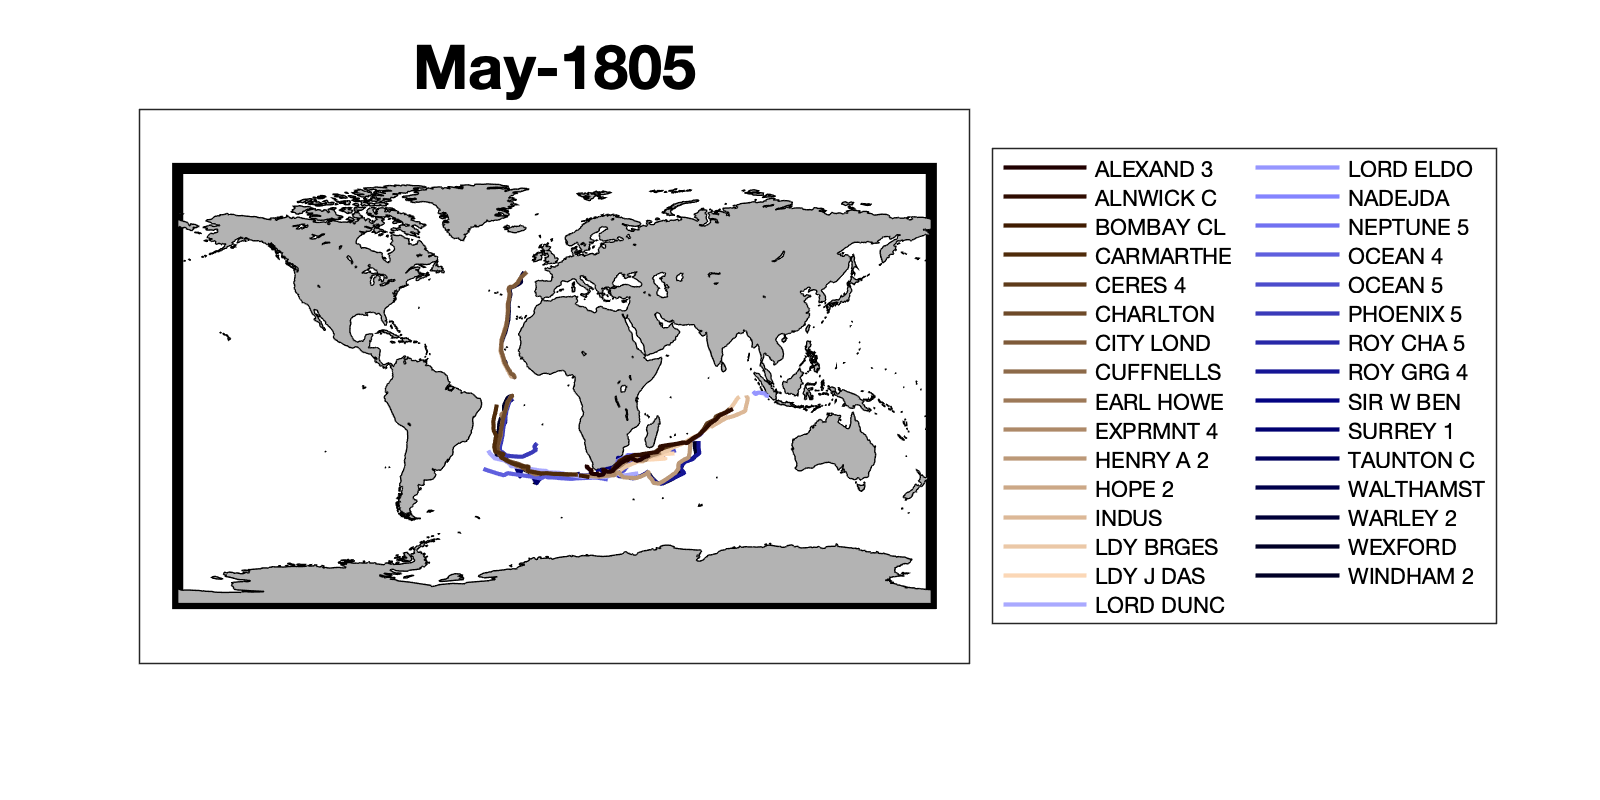 May-1805
ALEXAND 3
ALNWICK C
BOMBAY CL
CARMARTHE
CERES 4
CHARLTON
CITY LOND
CUFFNELLS
EARL HOWE
EXPRMNT 4
HENRY A 2
HOPE 2
INDUS
LDY BRGES
LDY J DAS
LORD DUNC
LORD ELDO
NADEJDA
NEPTUNE 5
OCEAN 4
OCEAN 5
PHOENIX 5
ROY CHA 5
ROY GRG 4
SIR W BEN
SURREY 1
TAUNTON C
WALTHAMST
WARLEY 2
WEXFORD
WINDHAM 2